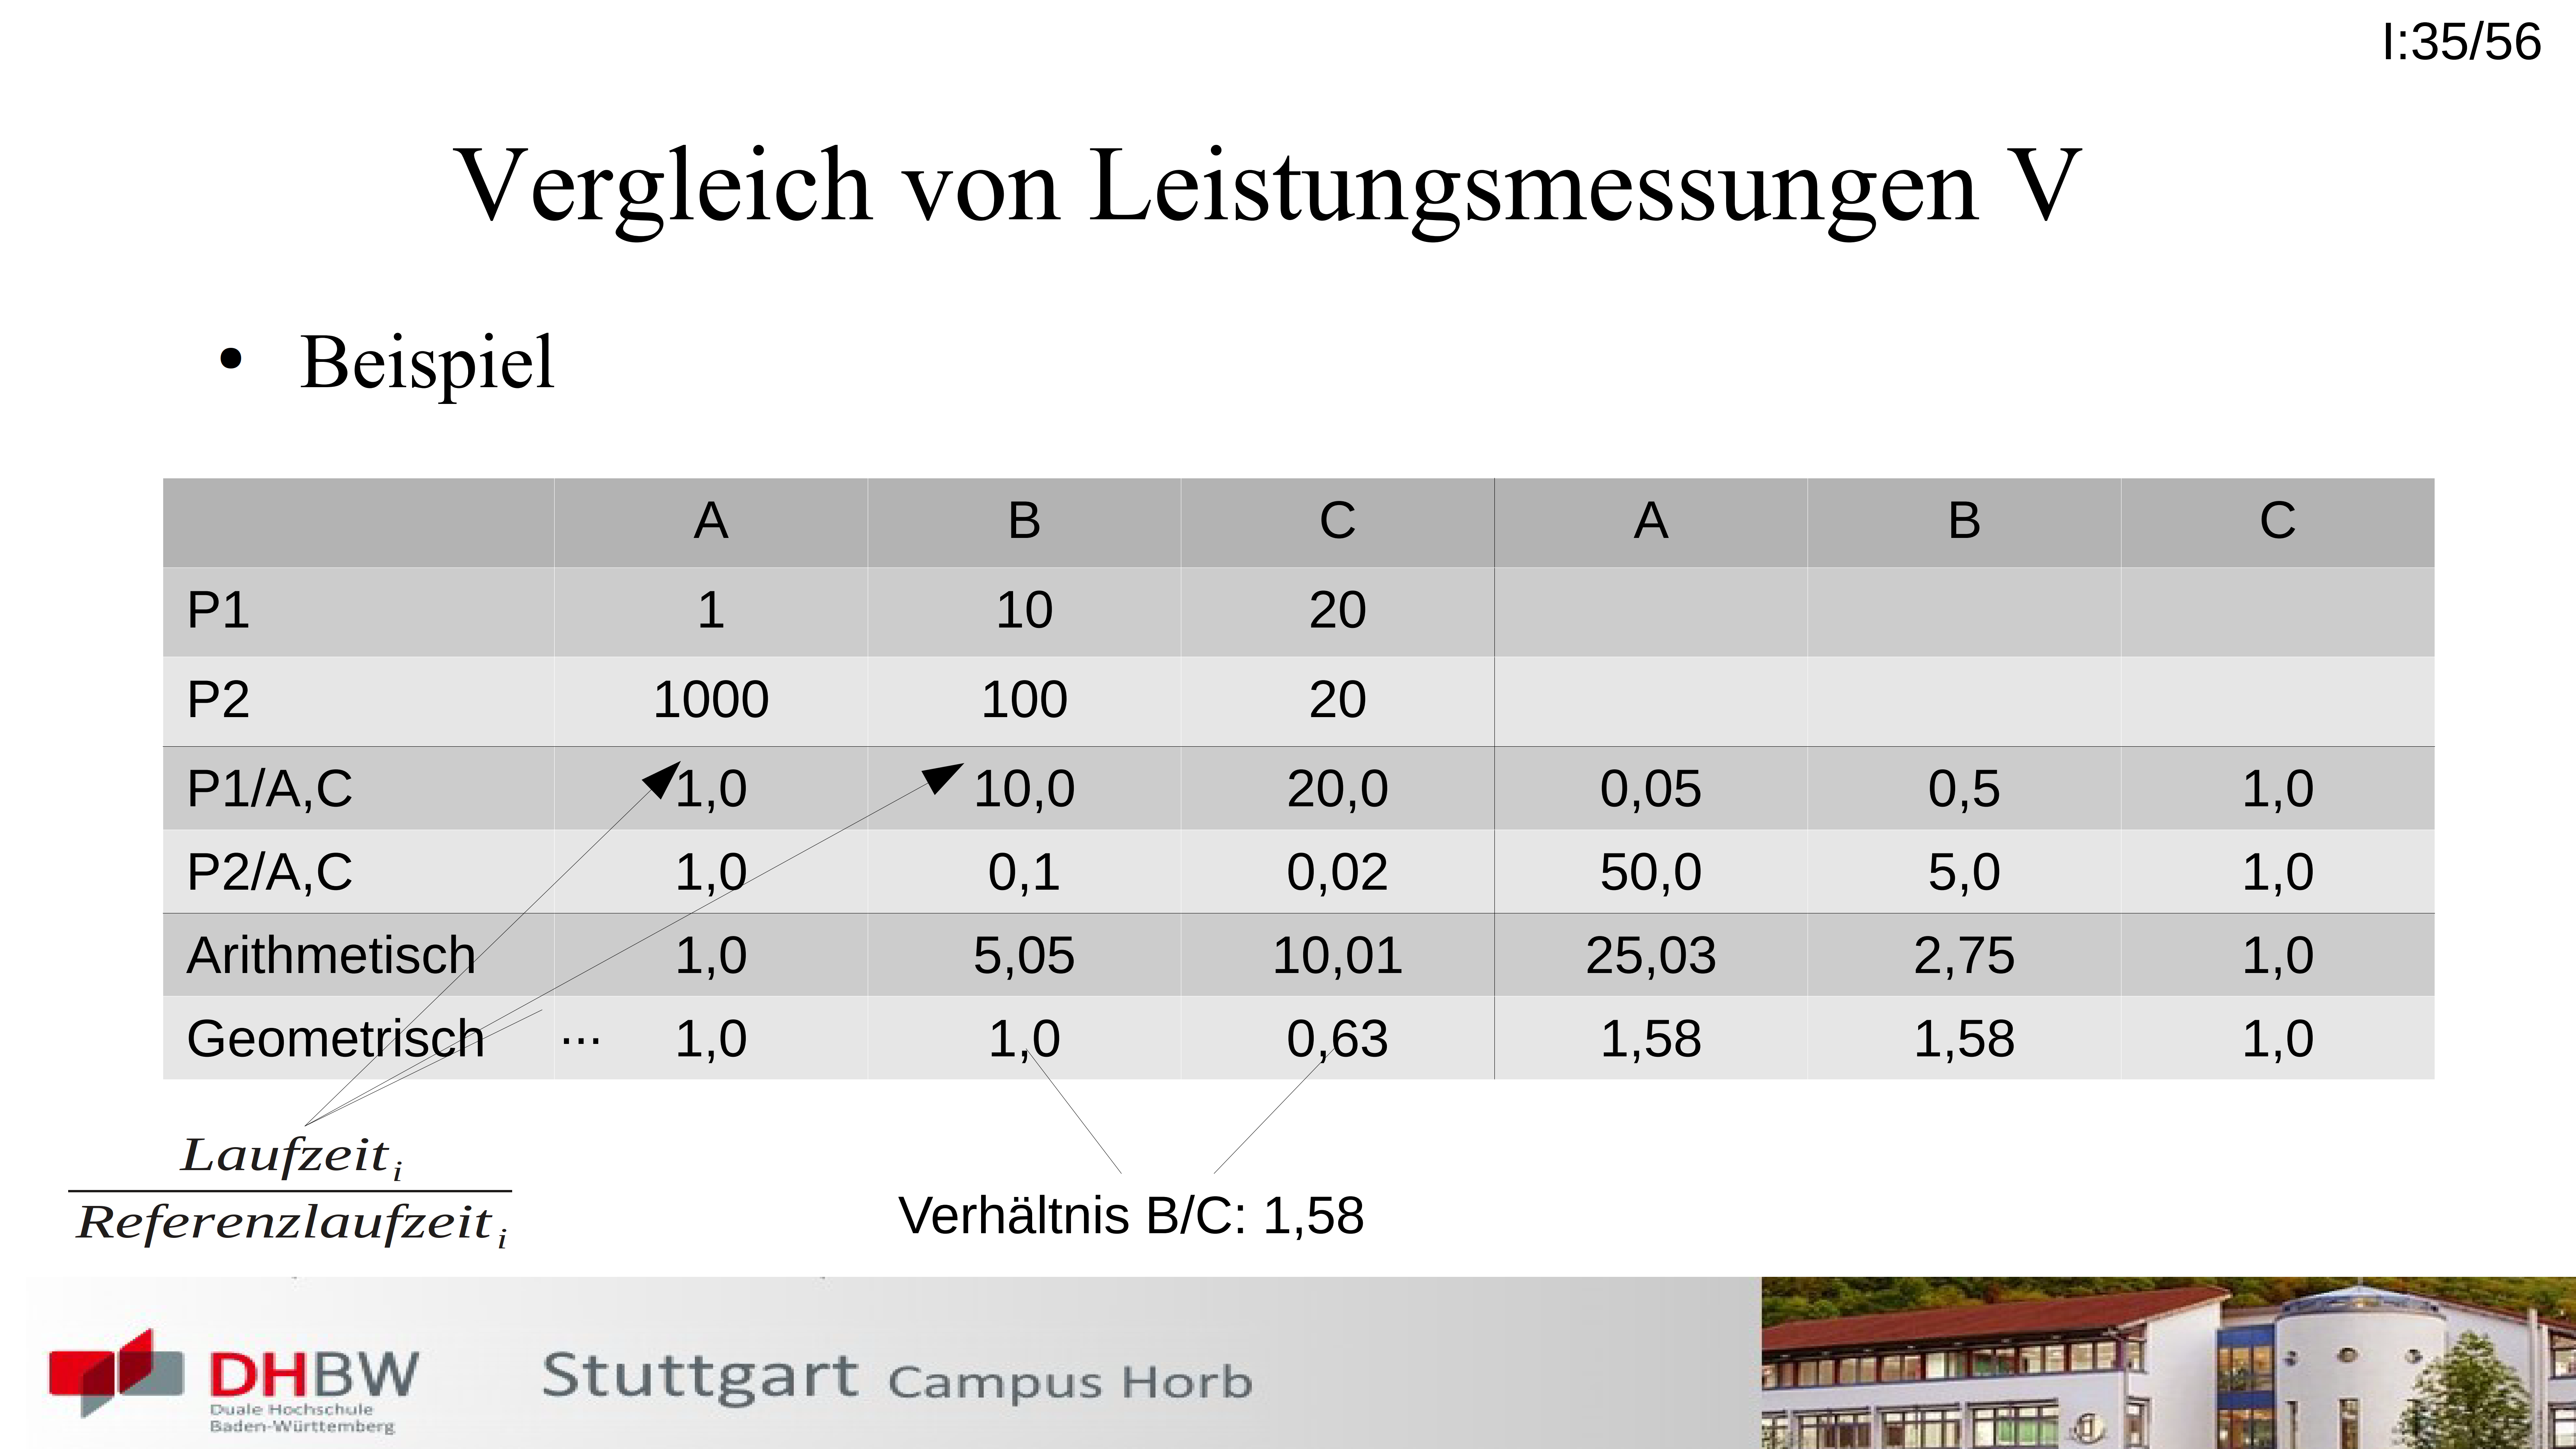 I:35/56
Vergleich von Leistungsmessungen V
• Beispiel
A B C A B C
P1 1 10 20
P2 1000 100 20
P1/A,C 1,0 10,0 20,0 0,05 0,5 1,0
P2/A,C 1,0 0,1 0,02 50,0 5,0 1,0
Arithmetisch 1,0 5,05 10,01 25,03 2,75 1,0
Geometrisch ... 1,0 1,0 0,63 1,58 1,58 1,0
Laufzeit i
Referenzlaufzeit i
Verhältnis B/C: 1,58
DHBW
Duale Hochschule
Baden-Württemberg
Stuttgart Campus Horb